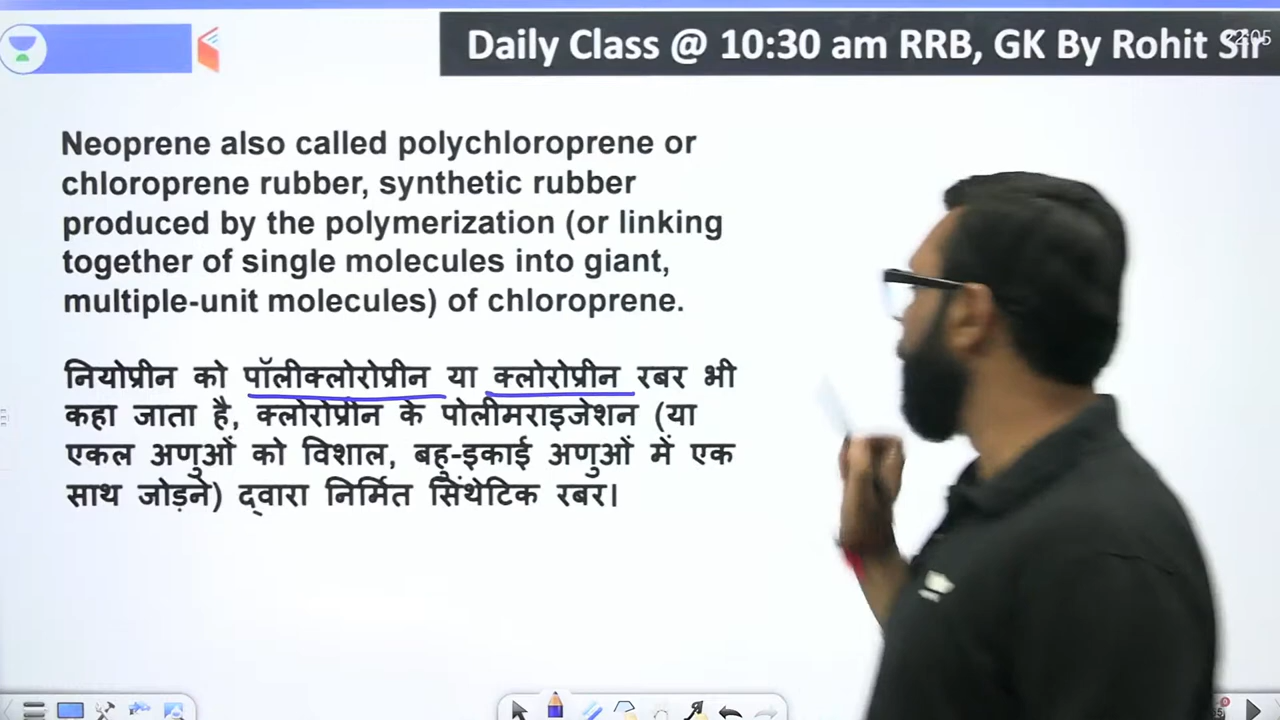 Daily Class @ 10:30 am RRB, GK By Rohit Sir
Neoprene also called polychloroprene or
chloroprene rubber, synthetic rubber
produced by the polymerization (or linking
together of single molecules into giant,
multiple-unit molecules) of chloroprene.
नियोप्रीन को पॉलीक्लोरोप्रीन या क्लोरोप्रीन रबर भी
कहा जाता है, क्लोरोप्रीन के पोलीमराइजेशन (या
एकल अणुओं को विशाल, बहु-इकाई अणुओं में एक
साथ जोड़ने) द्वारा निर्मित सिंथेटिक रबर।